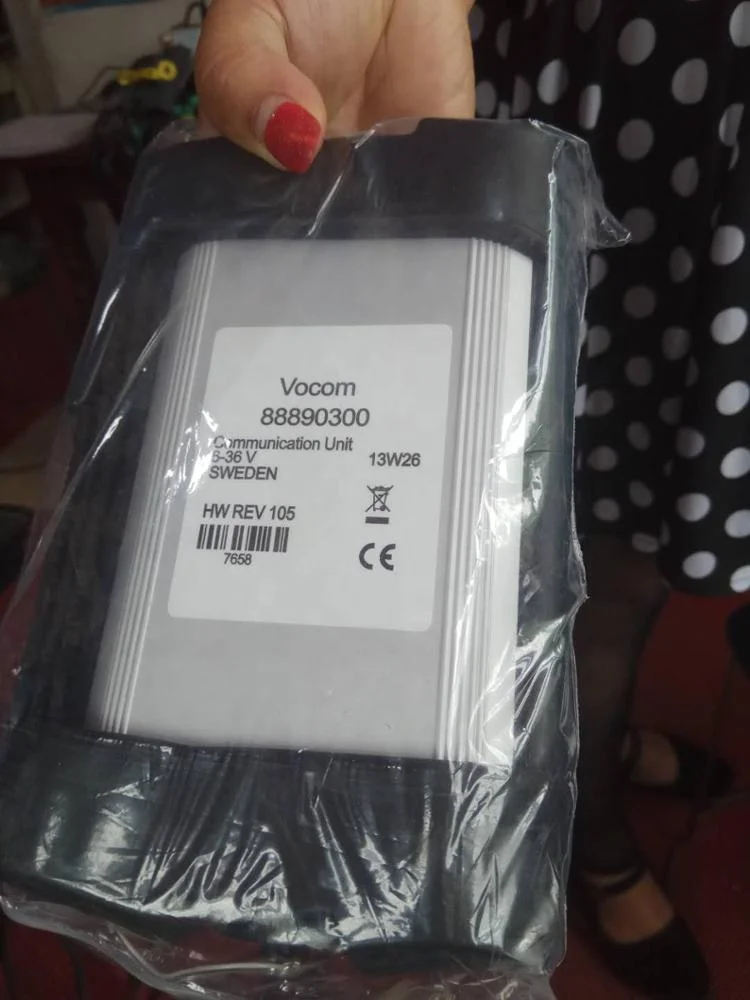 Vocom
88890300
Communication Unit
6-36 V
13W26
SWEDEN
HW REV 105
7658
CE